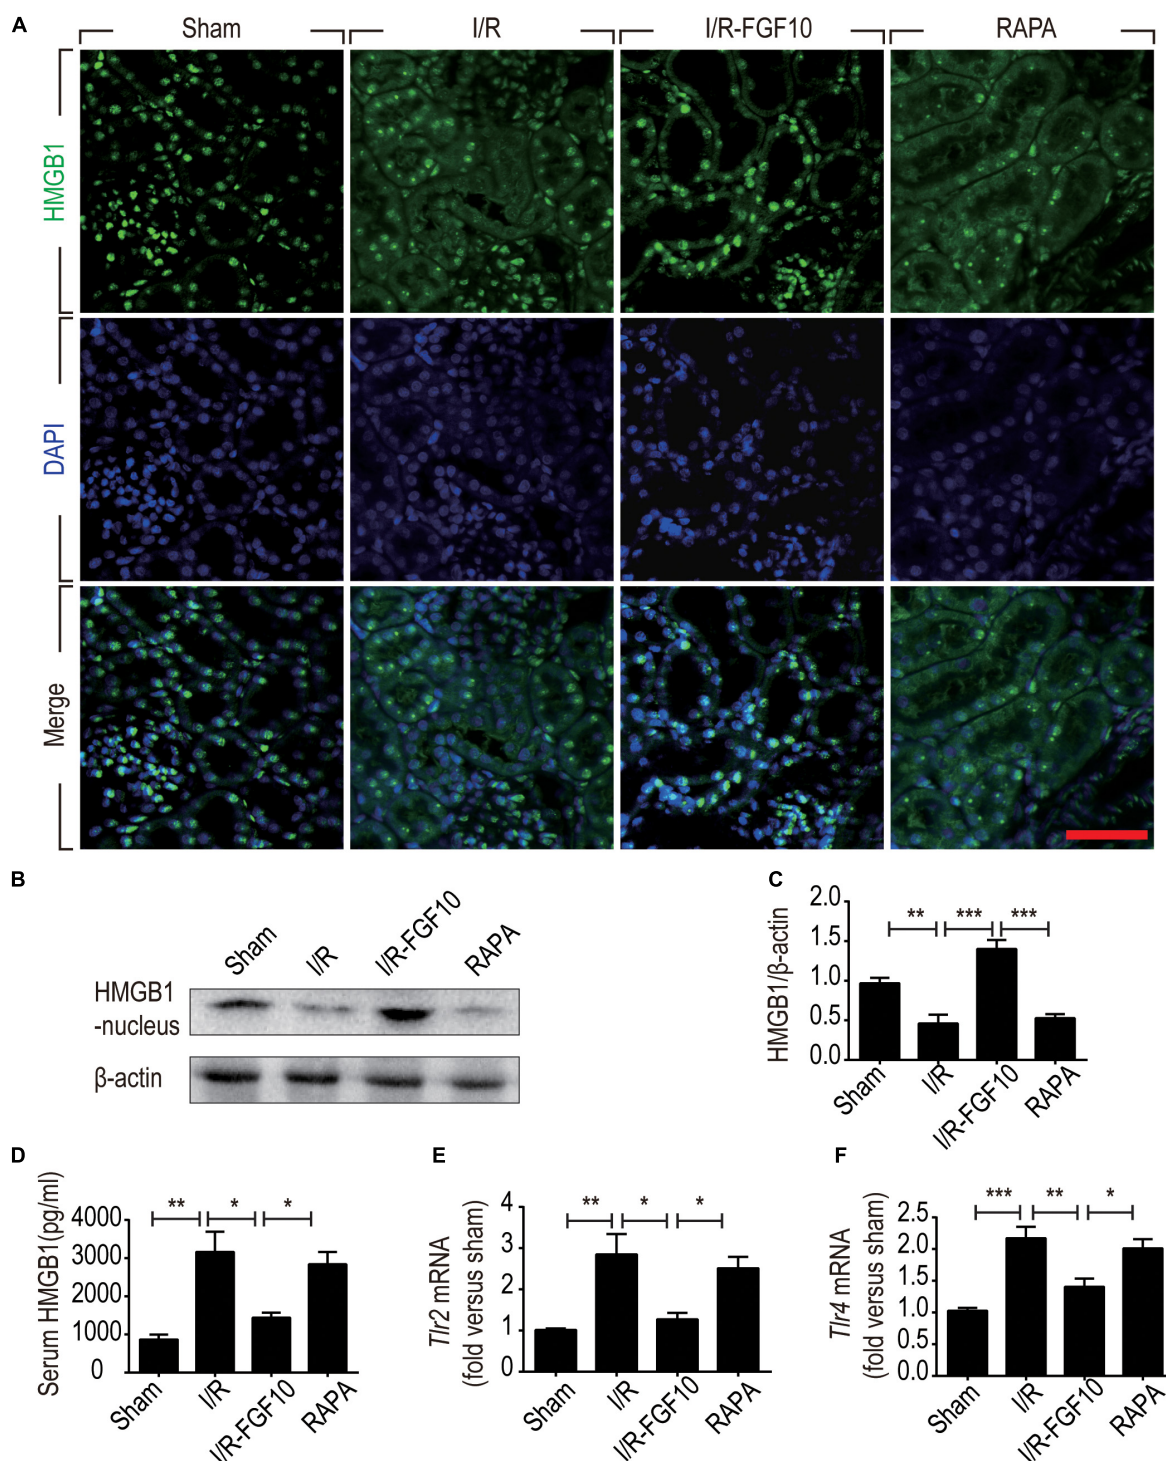 A
Sham
I/R
I/R-FGF10
RAPA
HMGB1
DAPI
Merge
B
Sham
I/R
I/R-FGF10
RAPA
HMGB1
-nucleus
β-actin
C
HMGB1/β-actin
2.0
1.5
1.0
0.5
0.0
** *** ***
Sham
I/R
I/R-FGF10
RAPA
D
Serum HMGB1(pg/ml)
4000
3000
2000
1000
0
** * *
Sham
I/R
I/R-FGF10
RAPA
E
Tlr2 mRNA
(fold versus sham)
4
3
2
1
0
** * *
Sham
I/R
I/R-FGF10
RAPA
F
Tlr4 mRNA
(fold versus sham)
2.5
2.0
1.5
1.0
0.5
0.0
*** ** *
Sham
I/R
I/R-FGF10
RAPA